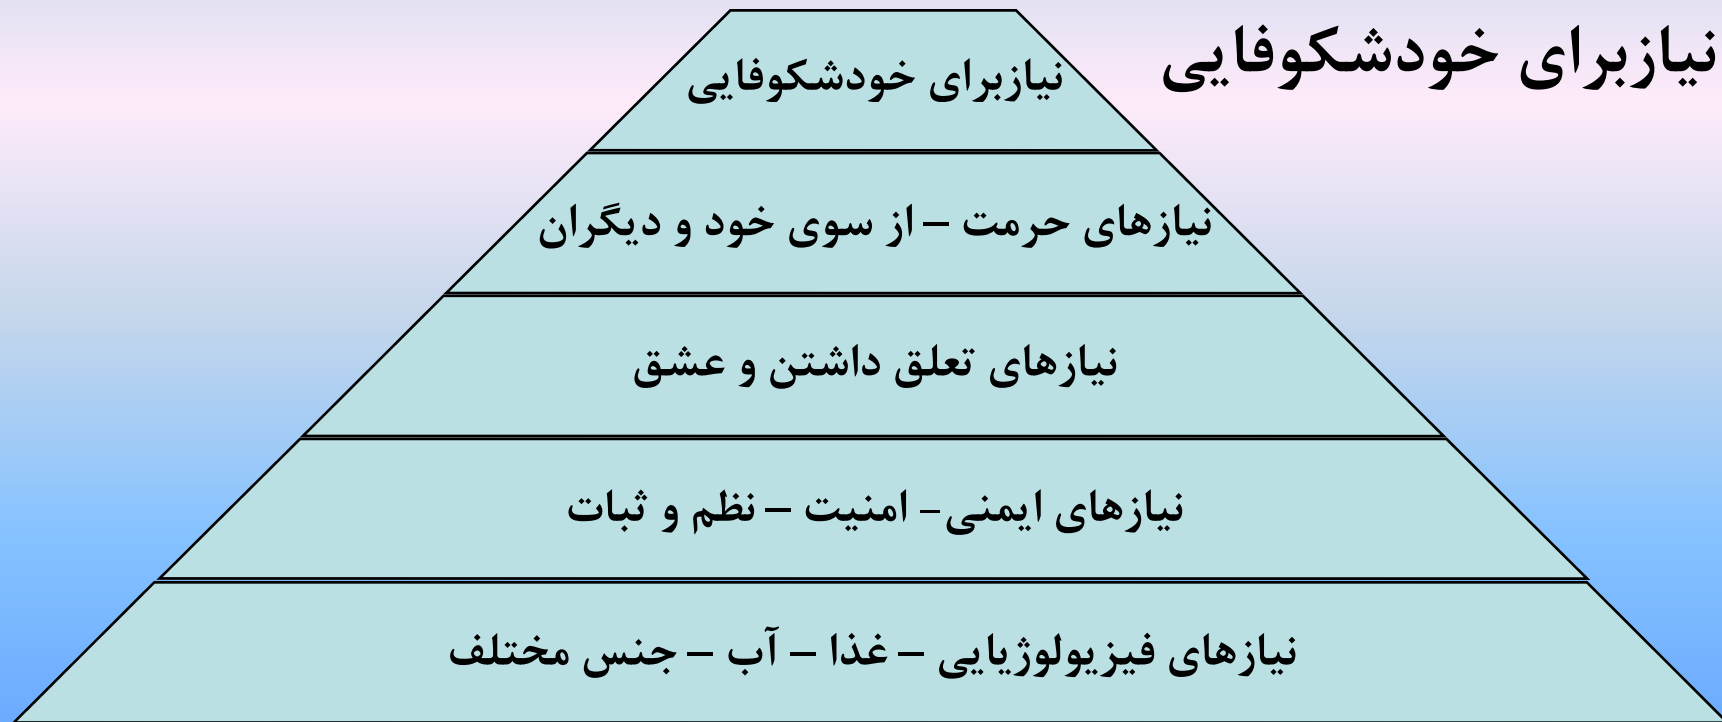 نیازبرای خودشکوفایی
نیازبرای خودشکوفایی
نیازهای حرمت – از سوی خود و دیگران
نیازهای تعلق داشتن و عشق
نیازهای ایمنی- امنیت – نظم و ثبات
نیازهای فیزیولوژیایی – غذا – آب – جنس مختلف